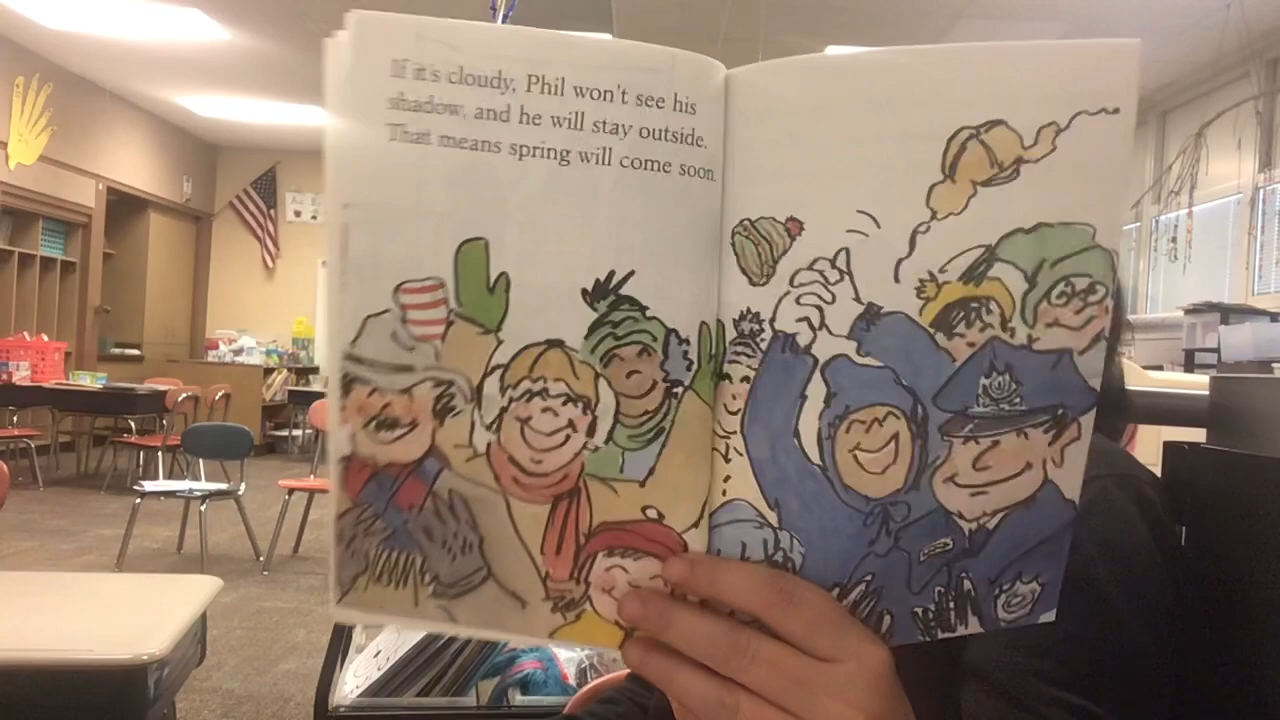 If it's cloudy, Phil won't see his
shadow, and he will stay outside.
That means spring will come soon.